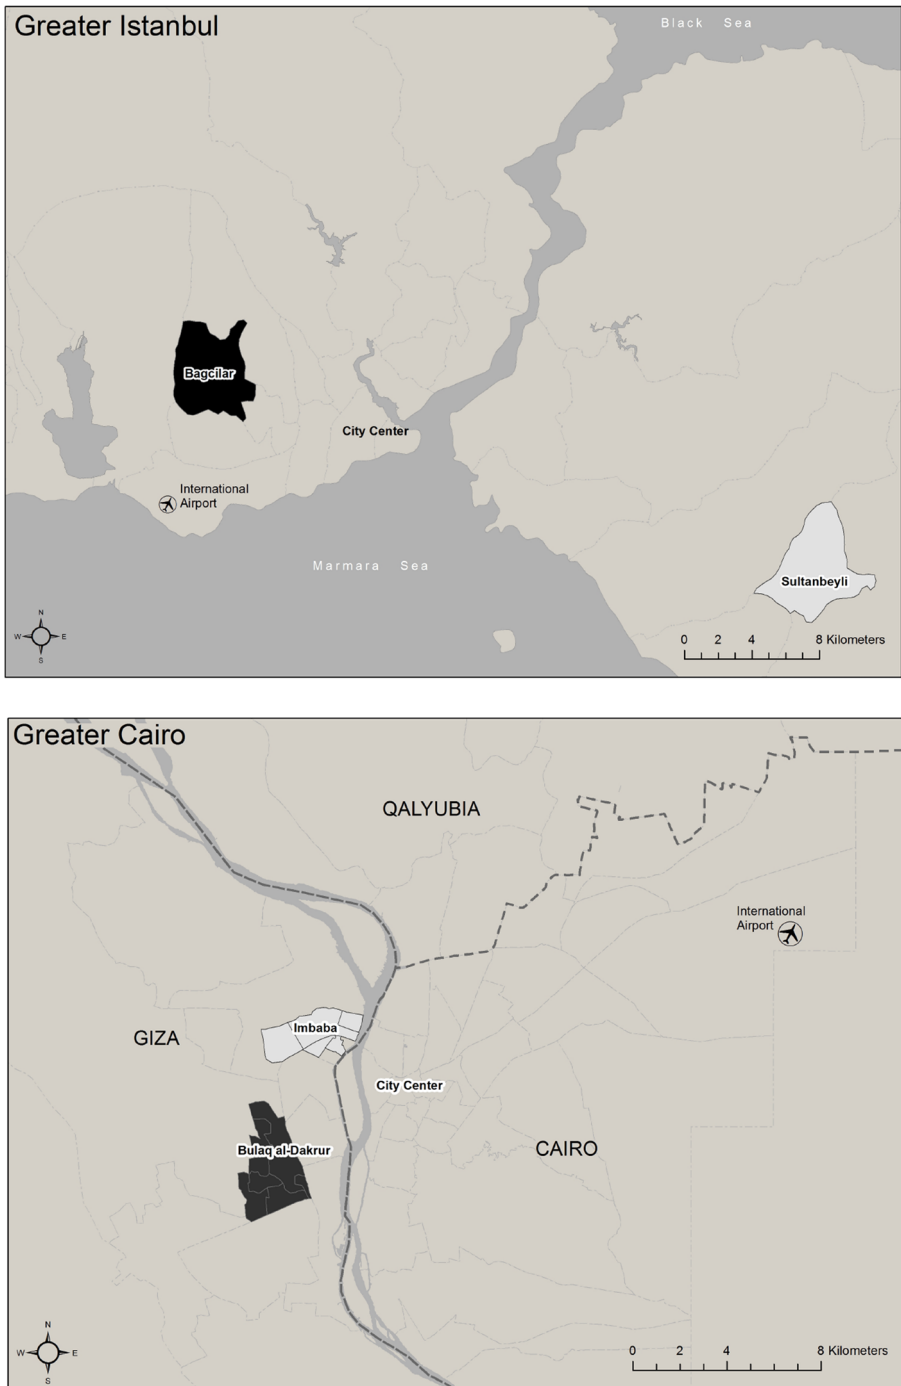 Greater Istanbul
Black Sea
Bagcilar
City Center
International
Airport
Marmara Sea
Sultanbeyli
N
W E
S
0 2 4 8 Kilometers
Greater Cairo
QALYUBIA
International
Airport
Imbaba
GIZA
City Center
Bulaq al-Dakrur
CAIRO
N
W E
S
0 2 4 8 Kilometers